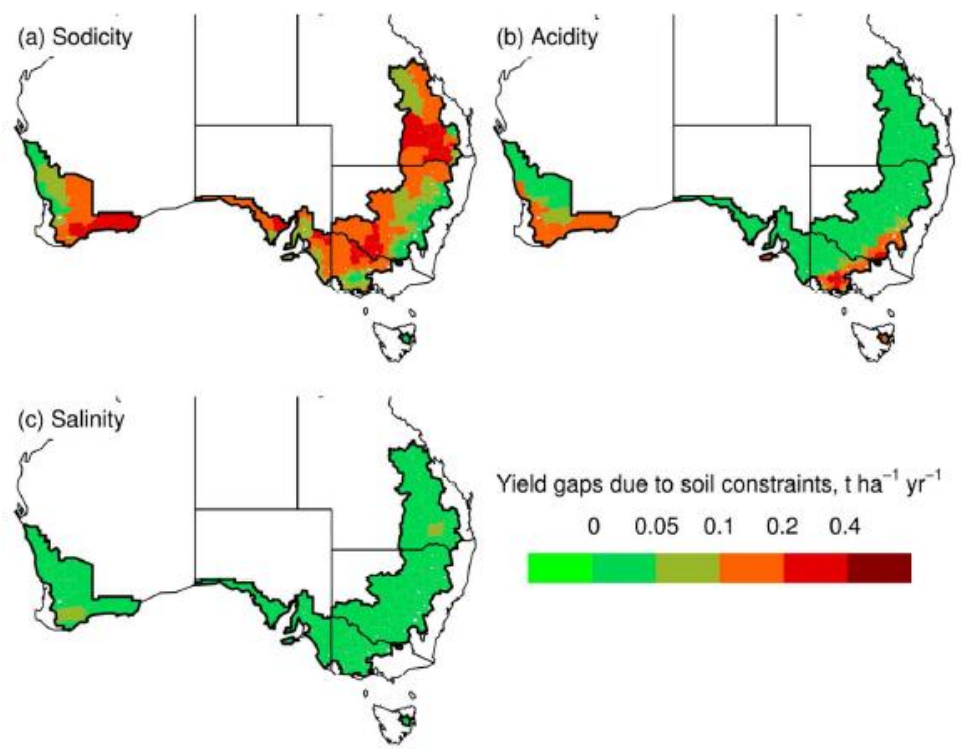 (a) Sodicity
(b) Acidity
(c) Salinity
Yield gaps due to soil constraints, t ha⁻¹ yr⁻¹
0 0.05 0.1 0.2 0.4